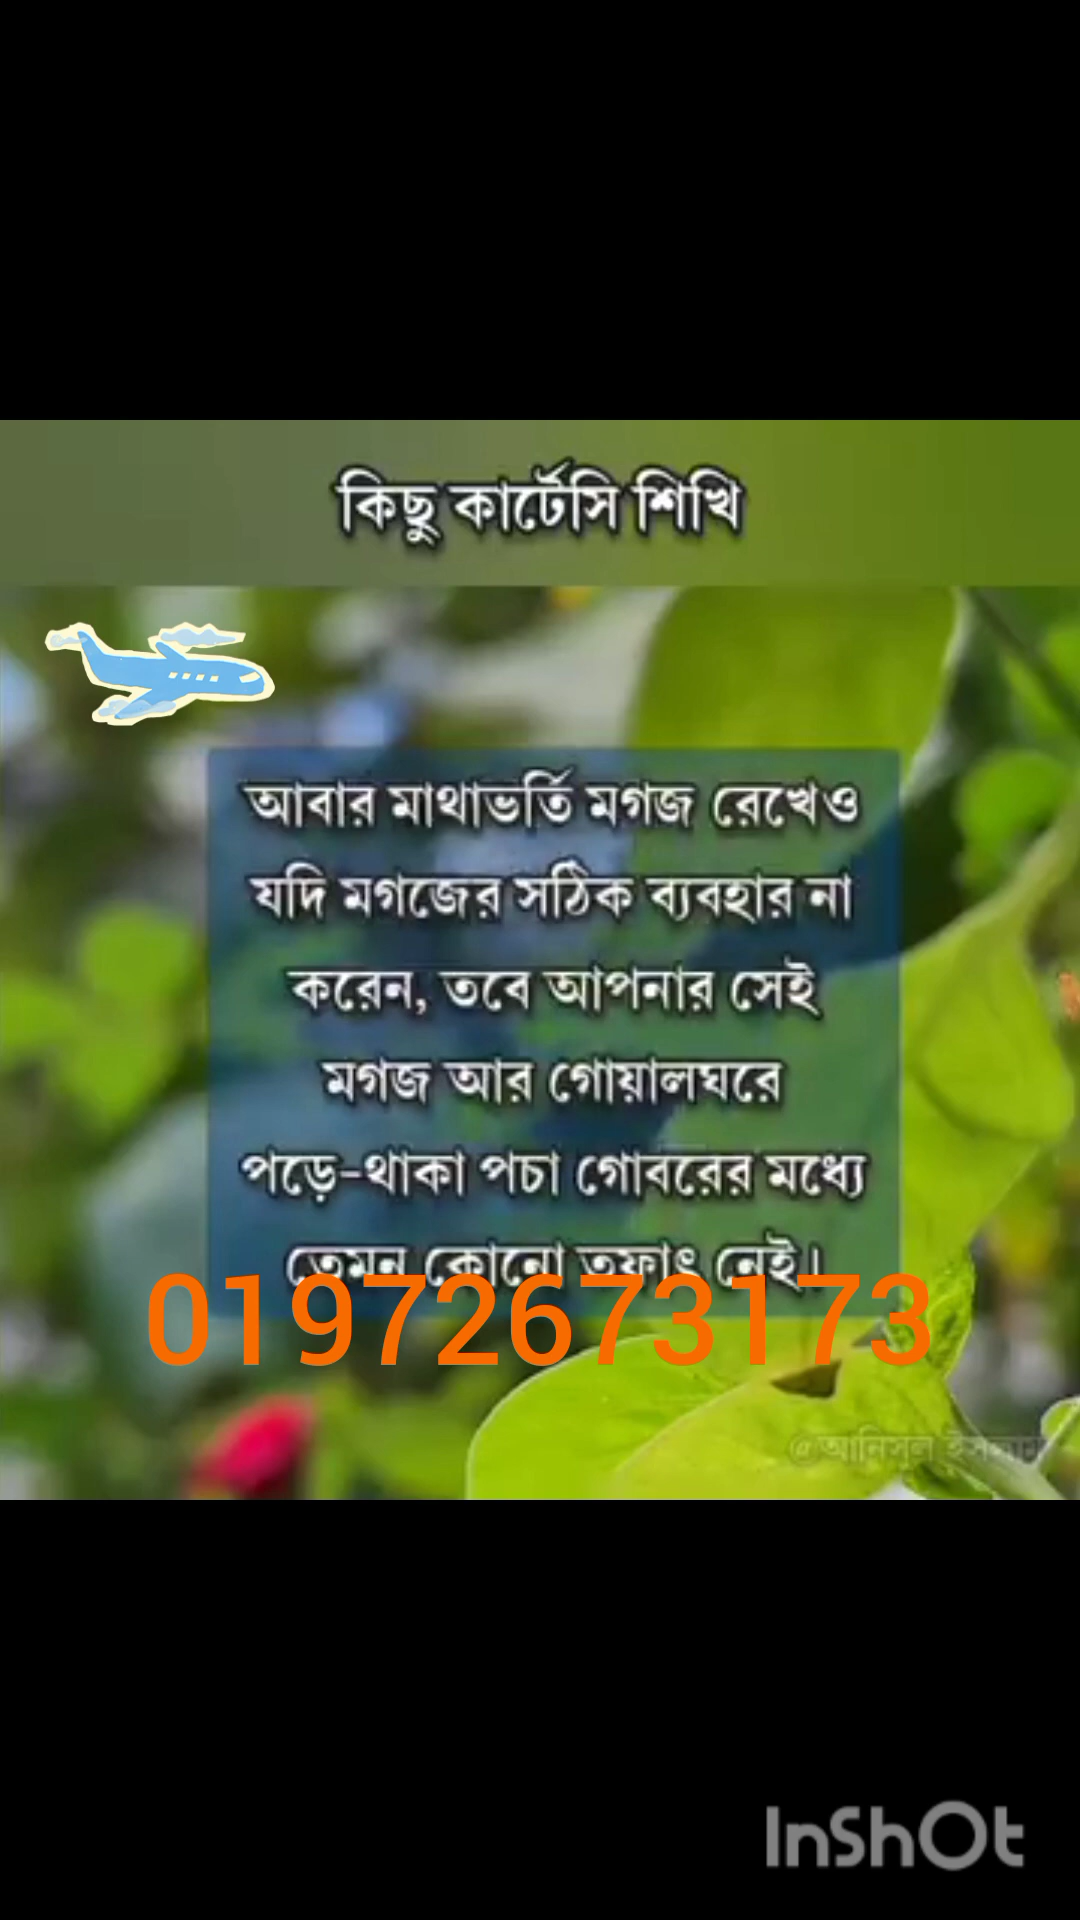 কিছু কার্টেসি শিখি
আবার মাথাভর্তি মগজ রেখেও
যদি মগজের সঠিক ব্যবহার না
করেন, তবে আপনার সেই
মগজ আর গোয়ালঘরে
পড়ে-থাকা পচা গোবরের মধ্যে
তেমন কোনো তফাৎ নেই।
01972673173
@আনিসুল
InShOt